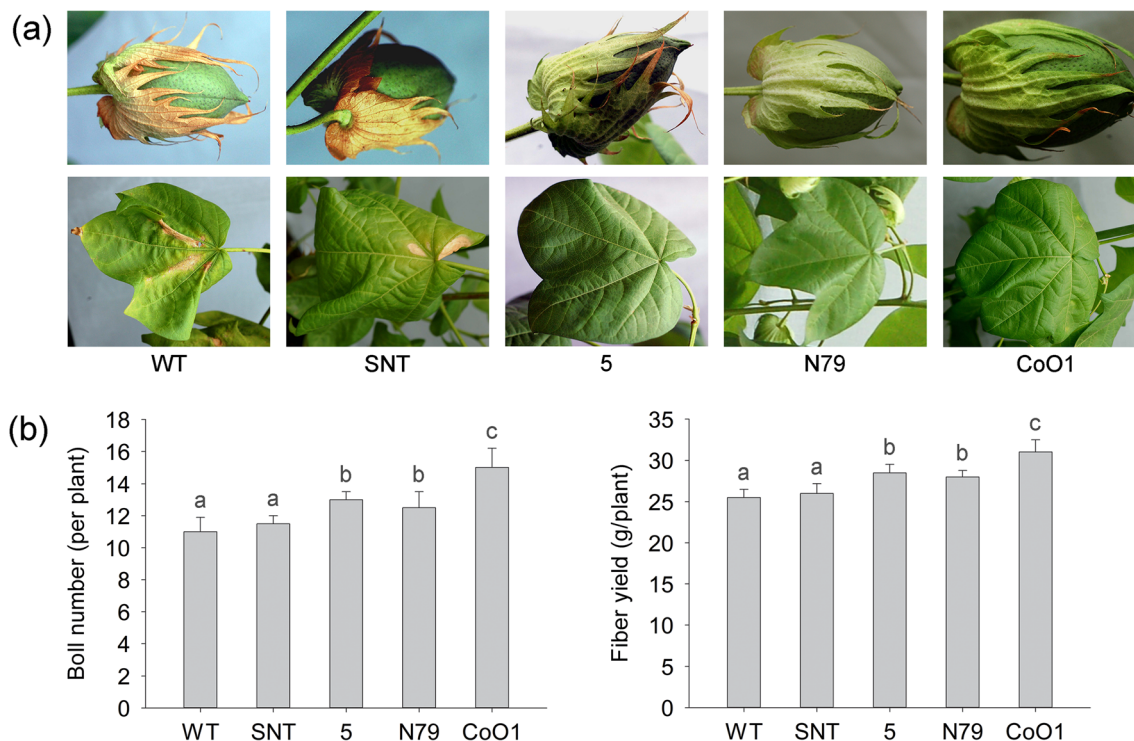 (a)
WT SNT 5 N79 CoO1
(b)
Boll number (per plant)
18
16
14
12
10
8
6
4
2
0
a a b b c
WT SNT 5 N79 CoO1
Fiber yield (g/plant)
35
30
25
20
15
10
5
0
a a b b c
WT SNT 5 N79 CoO1